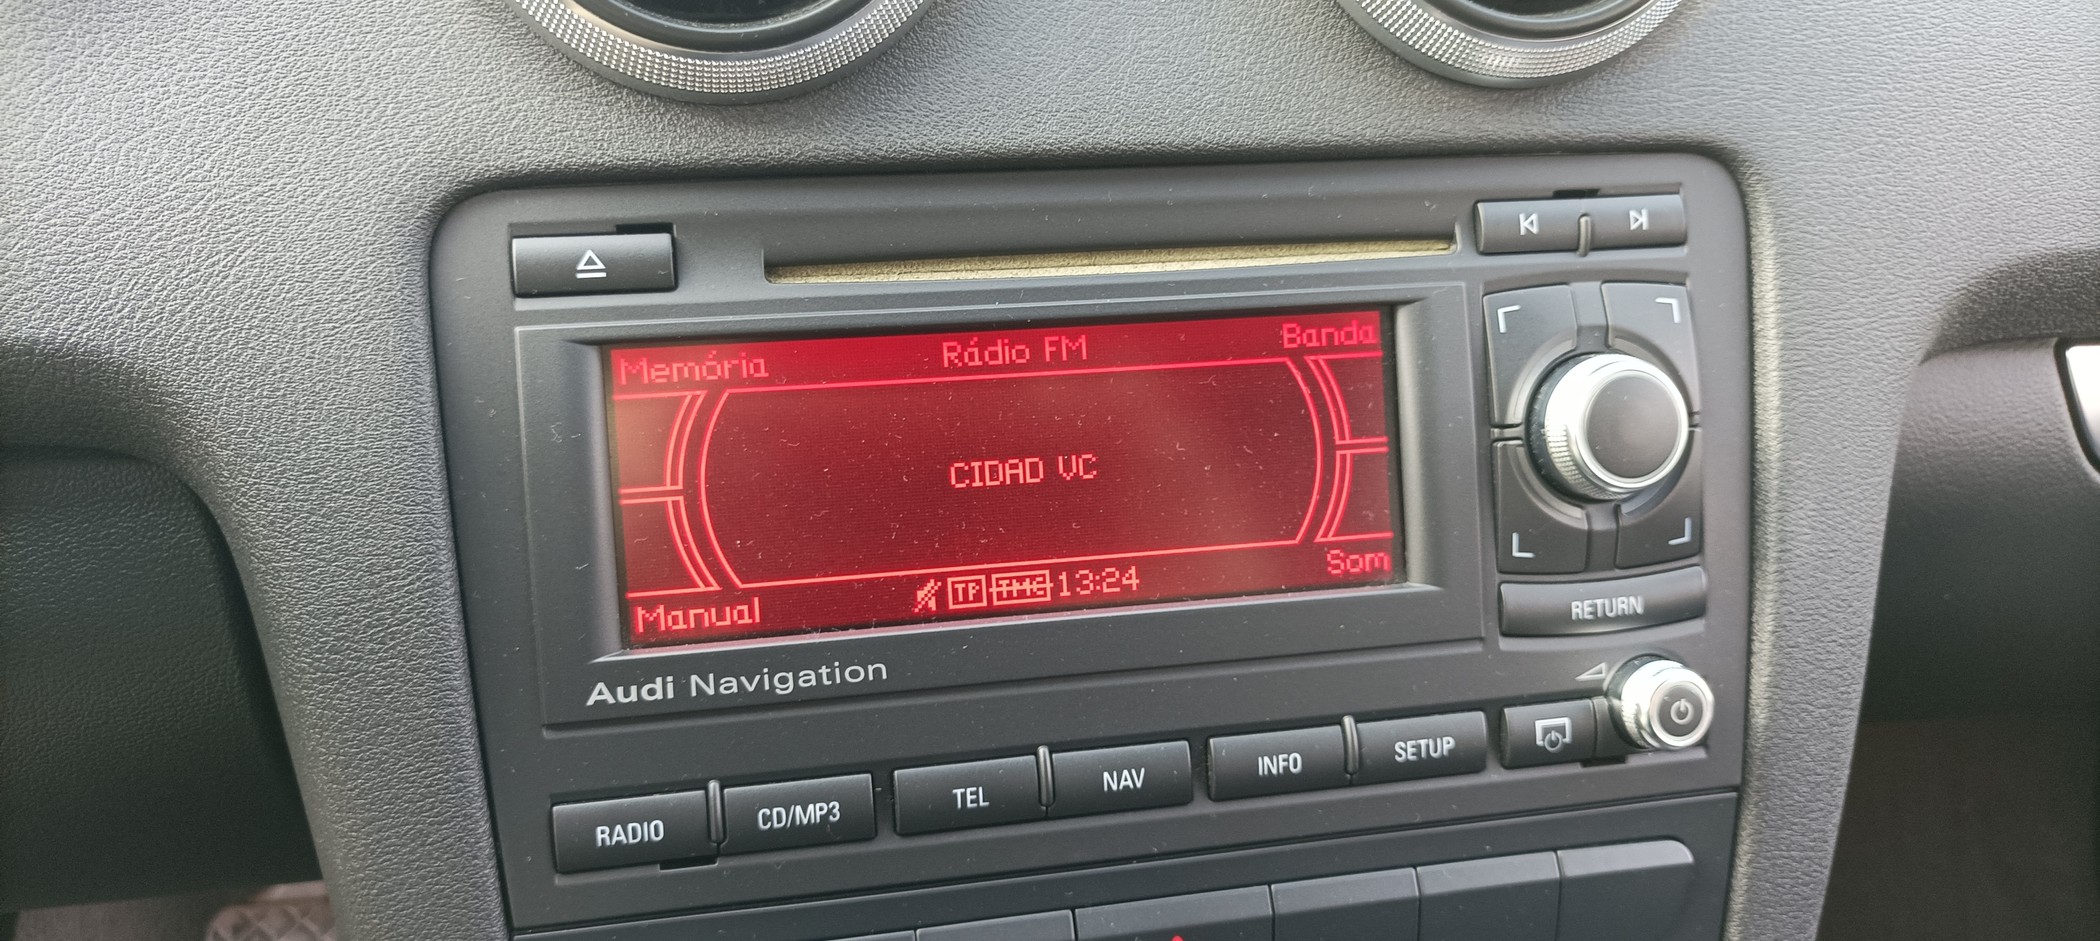 Memória Rádio FM Banda
CIDAD VC
Manual TP TMC 13:24 Som
Audi Navigation
RETURN
RADIO CD/MP3 TEL NAV INFO SETUP